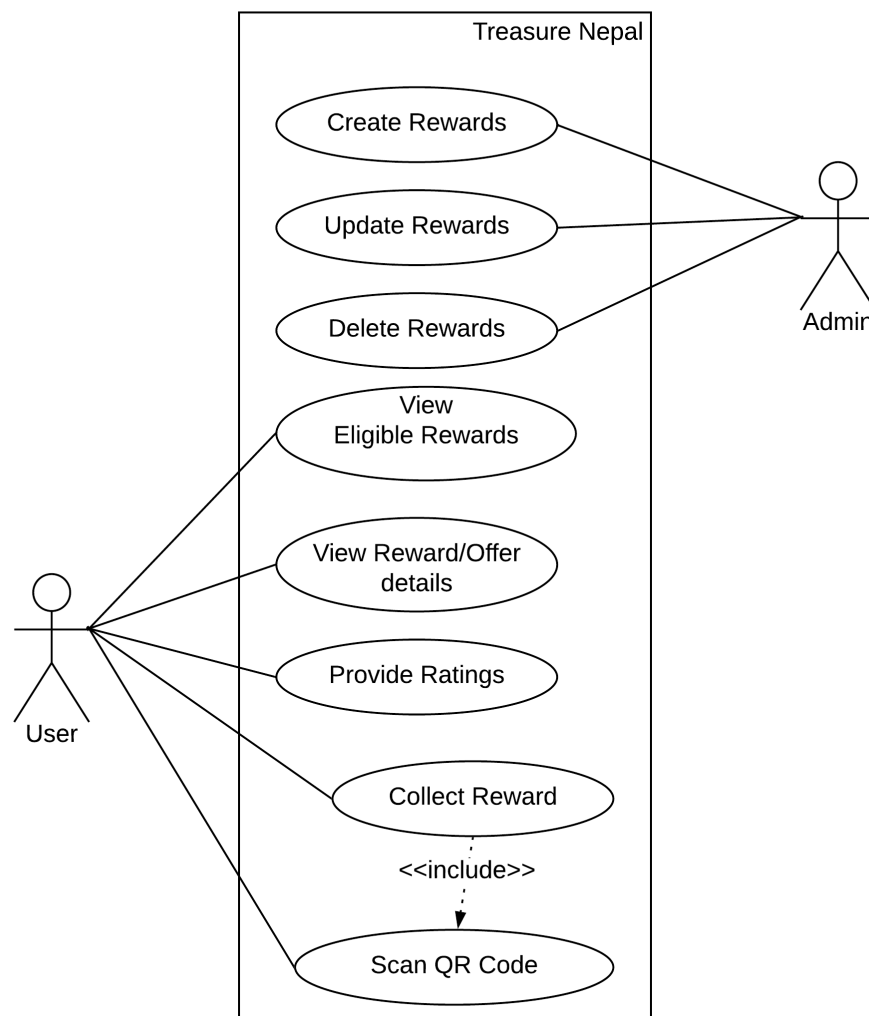 Treasure Nepal
Create Rewards
Update Rewards
Delete Rewards
Admin
View
Eligible Rewards
View Reward/Offer
details
Provide Ratings
User
Collect Reward
<<include>>
Scan QR Code